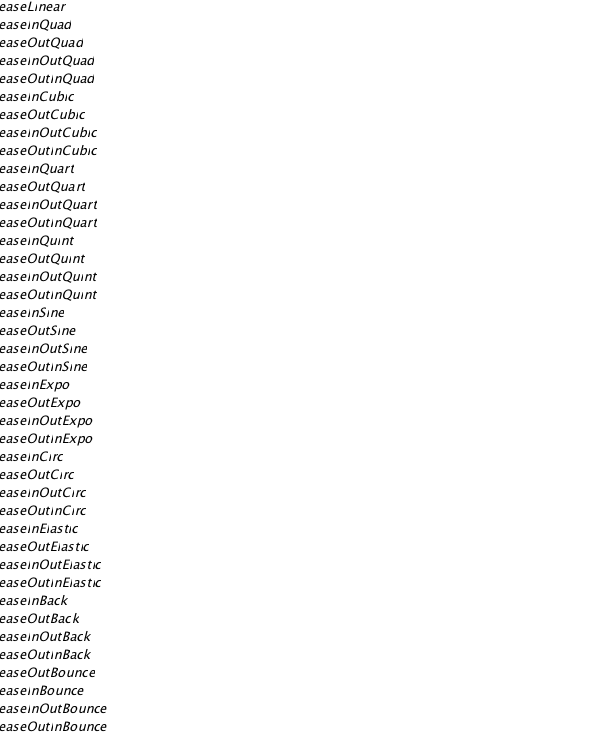 easeLinear
easeInQuad
easeOutQuad
easeInOutQuad
easeOutInQuad
easeInCubic
easeOutCubic
easeInOutCubic
easeOutInCubic
easeInQuart
easeOutQuart
easeInOutQuart
easeOutInQuart
easeInQuint
easeOutQuint
easeInOutQuint
easeOutInQuint
easeInSine
easeOutSine
easeInOutSine
easeOutInSine
easeInExpo
easeOutExpo
easeInOutExpo
easeOutInExpo
easeInCirc
easeOutCirc
easeInOutCirc
easeOutInCirc
easeInElastic
easeOutElastic
easeInOutElastic
easeOutInElastic
easeInBack
easeOutBack
easeInOutBack
easeOutInBack
easeOutBounce
easeInBounce
easeInOutBounce
easeOutInBounce